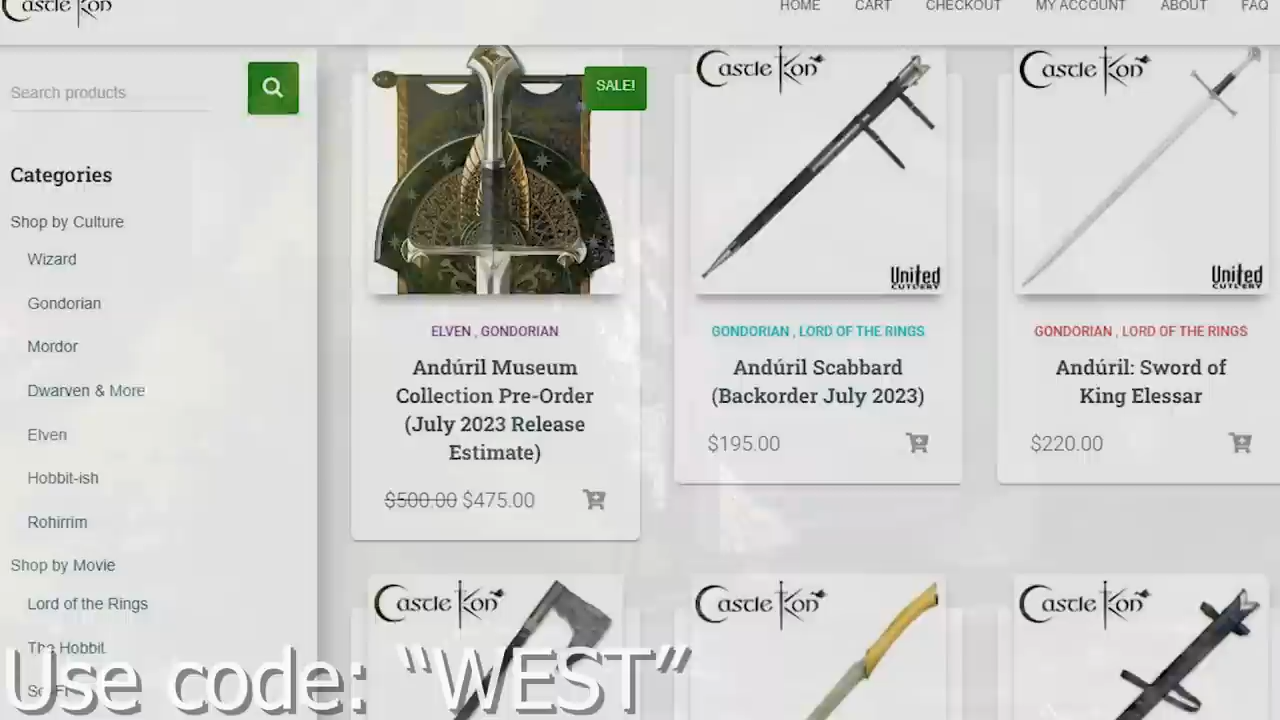 Castle Kon
HOME CART CHECKOUT MY ACCOUNT ABOUT FAQ
Search products
Categories
Shop by Culture
Wizard
Gondorian
Mordor
Dwarven & More
Elven
Hobbit-ish
Rohirrim
Shop by Movie
Lord of the Rings
The Hobbit
Sci-Fi
SALE!
ELVEN , GONDORIAN
Andúril Museum
Collection Pre-Order
(July 2023 Release
Estimate)
$500.00 $475.00
Castle Kon
United
CUTLERY
GONDORIAN , LORD OF THE RINGS
Andúril Scabbard
(Backorder July 2023)
$195.00
Castle Kon
United
CUTLERY
GONDORIAN , LORD OF THE RINGS
Andúril: Sword of
King Elessar
$220.00
Castle Kon
Castle Kon
Castle Kon
Use code: “WEST”